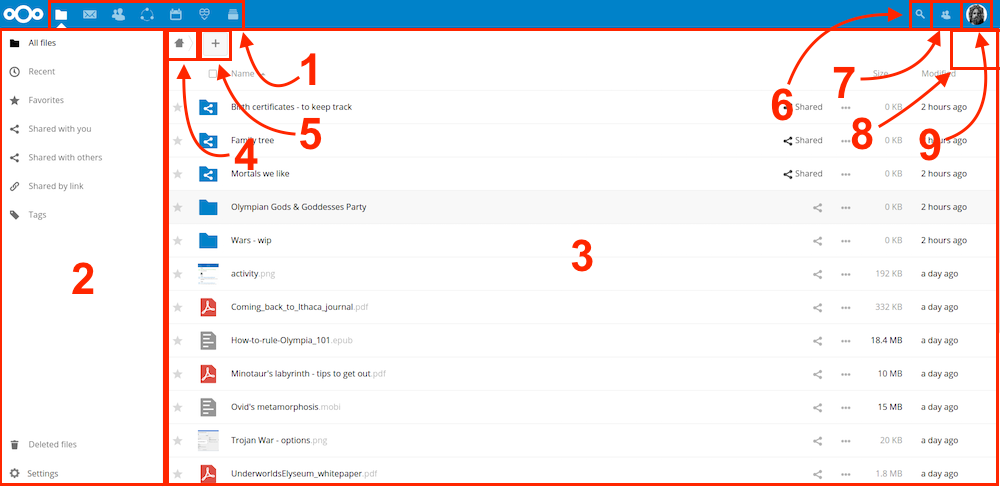 All files
+
1
6
7
8
9
Recent
Name
Size
Modified
Favorites
Birth certificates - to keep track
Shared
•••
0 KB
2 hours ago
Shared with you
4
5
Family tree
Shared
•••
0 KB
2 hours ago
Shared with others
Mortals we like
Shared
•••
0 KB
2 hours ago
Shared by link
Olympian Gods & Goddesses Party
•••
0 KB
2 hours ago
Tags
Wars - wip
•••
0 KB
2 hours ago
2
3
activity.png
•••
192 KB
a day ago
Coming_back_to_Ithaca_journal.pdf
•••
332 KB
a day ago
How-to-rule-Olympia_101.epub
•••
18.4 MB
a day ago
Minotaur's labyrinth - tips to get out.pdf
•••
10 MB
a day ago
Ovid's metamorphosis.mobi
•••
15 MB
a day ago
Deleted files
Trojan War - options.png
•••
20 KB
a day ago
Settings
UnderworldsElyseum_whitepaper.pdf
•••
1.8 MB
a day ago